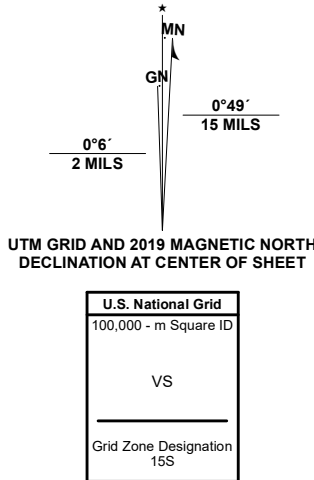 ★
MN
GN
0°49´
15 MILS
0°6´
2 MILS
UTM GRID AND 2019 MAGNETIC NORTH
DECLINATION AT CENTER OF SHEET
U.S. National Grid
100,000 - m Square ID
VS
Grid Zone Designation
15S